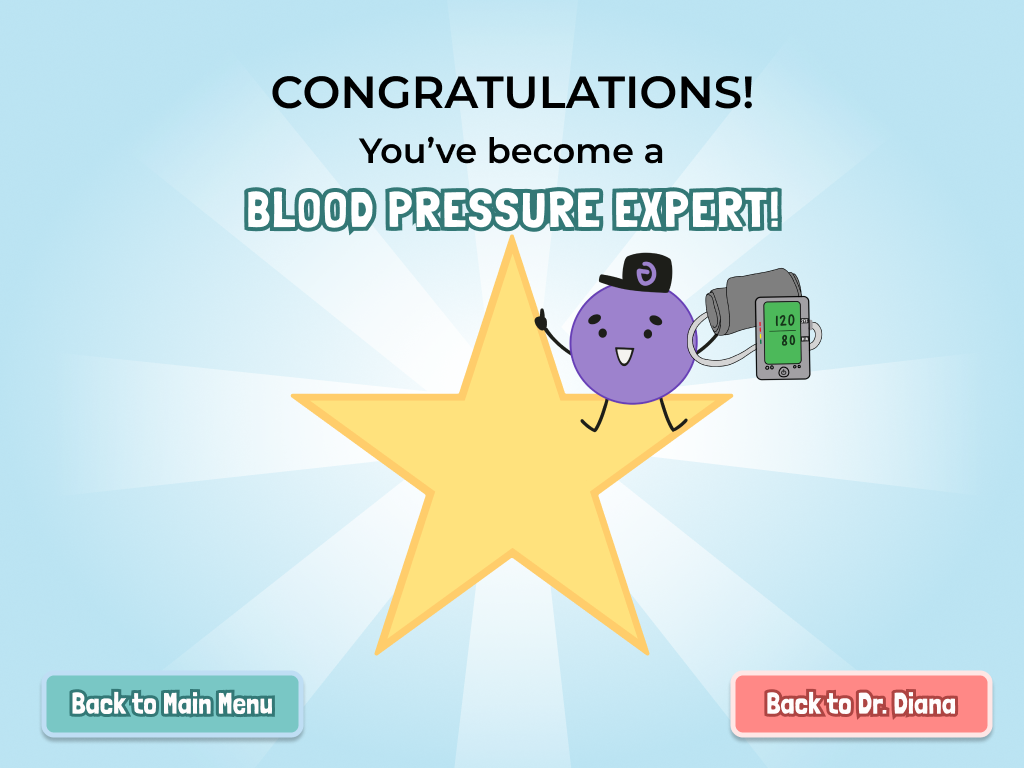 CONGRATULATIONS!
You’ve become a
BLOOD PRESSURE EXPERT!
120
80
Back to Main Menu
Back to Dr. Diana